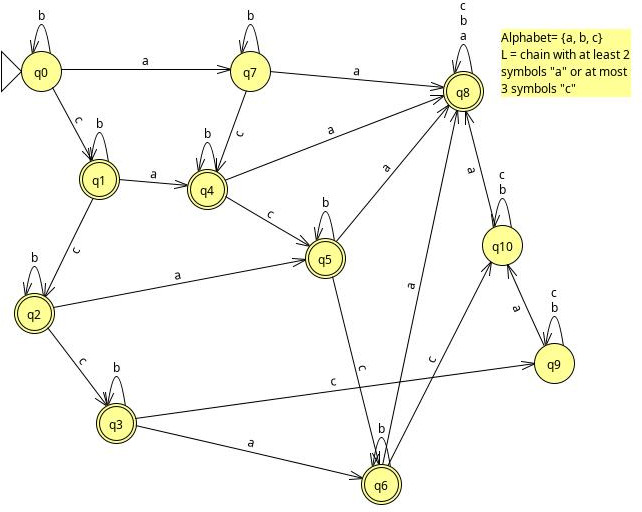 c
b
b
b
a
Alphabet= {a, b, c}
L = chain with at least 2
symbols "a" or at most
3 symbols "c"
q0
a
q7
a
q8
c
b
c
b
a
a
a
c
b
q1
a
q4
q10
c
b
c
q5
c
a
b
a
a
c
b
q2
a
q9
c
b
c
c
c
q3
a
b
q6